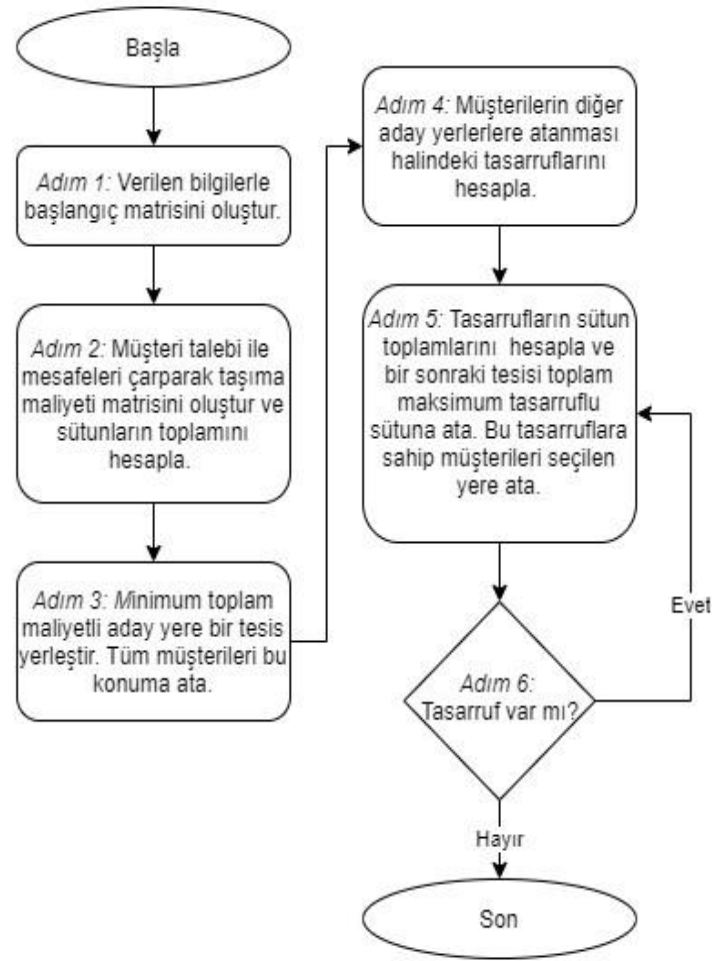 Başla
Adım 1: Verilen bilgilerle
başlangıç matrisini oluştur.
Adım 2: Müşteri talebi ile
mesafeleri çarparak taşıma
maliyeti matrisini oluştur ve
sütunların toplamını
hesapla.
Adım 3: Minimum toplam
maliyetli aday yere bir tesis
yerleştir. Tüm müşterileri bu
konuma ata.
Adım 4: Müşterilerin diğer
aday yerlerlere atanması
halindeki tasarruflarını
hesapla.
Adım 5: Tasarrufların sütun
toplamlarını hesapla ve
bir sonraki tesisi toplam
maksimum tasarruflu
sütuna ata. Bu tasarruflara
sahip müşterileri seçilen
yere ata.
Adım 6:
Tasarruf var mı?
Evet
Hayır
Son